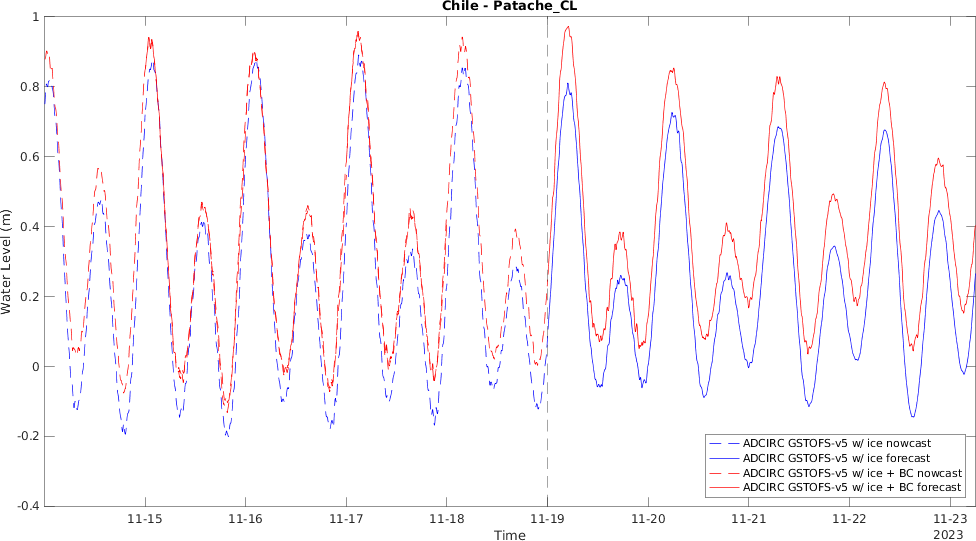 Chile - Patache_CL
1
0.8
0.6
0.4
0.2
0
-0.2
-0.4
Water Level (m)
ADCIRC GSTOFS-v5 w/ ice nowcast
ADCIRC GSTOFS-v5 w/ ice forecast
ADCIRC GSTOFS-v5 w/ ice + BC nowcast
ADCIRC GSTOFS-v5 w/ ice + BC forecast
11-15 11-16 11-17 11-18 11-19 11-20 11-21 11-22 11-23
Time 2023